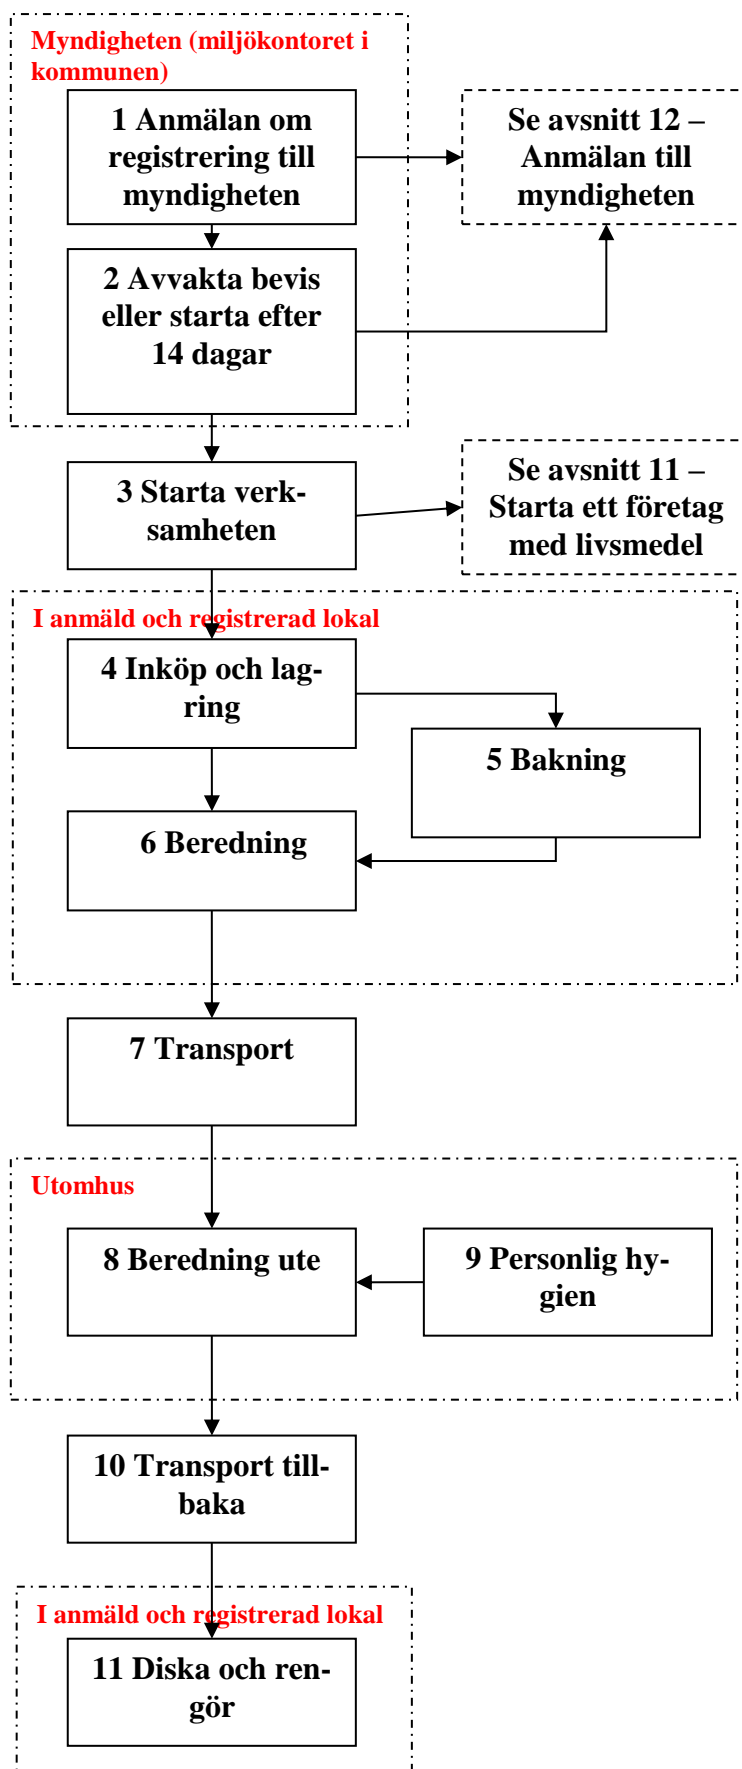 Myndigheten (miljökontoret i
kommunen)
1 Anmälan om
registrering till
myndigheten
Se avsnitt 12 –
Anmälan till
myndigheten
2 Avvakta bevis
eller starta efter
14 dagar
3 Starta verk-
samheten
Se avsnitt 11 –
Starta ett företag
med livsmedel
I anmäld och registrerad lokal
4 Inköp och lag-
ring
5 Bakning
6 Beredning
7 Transport
Utomhus
8 Beredning ute
9 Personlig hy-
gien
10 Transport till-
baka
I anmäld och registrerad lokal
11 Diska och ren-
gör